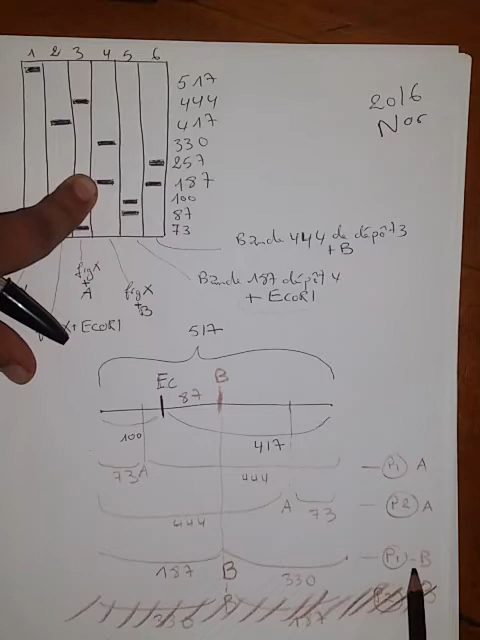 1 2 3 4 5 6
517
444
417
330
257
187
100
87
73
2016
Nor
Bande 444 de dépôt 3
+ B
Bande 187 dépôt 4
+ EcoRI
fig X
+
A
fig X
+
B
X + EcoRI
517
Ec
87
B
100
417
73 A 444 - P1 A
444 A 73 - P2 A
187 B 330 - P1 - B
B
330 187